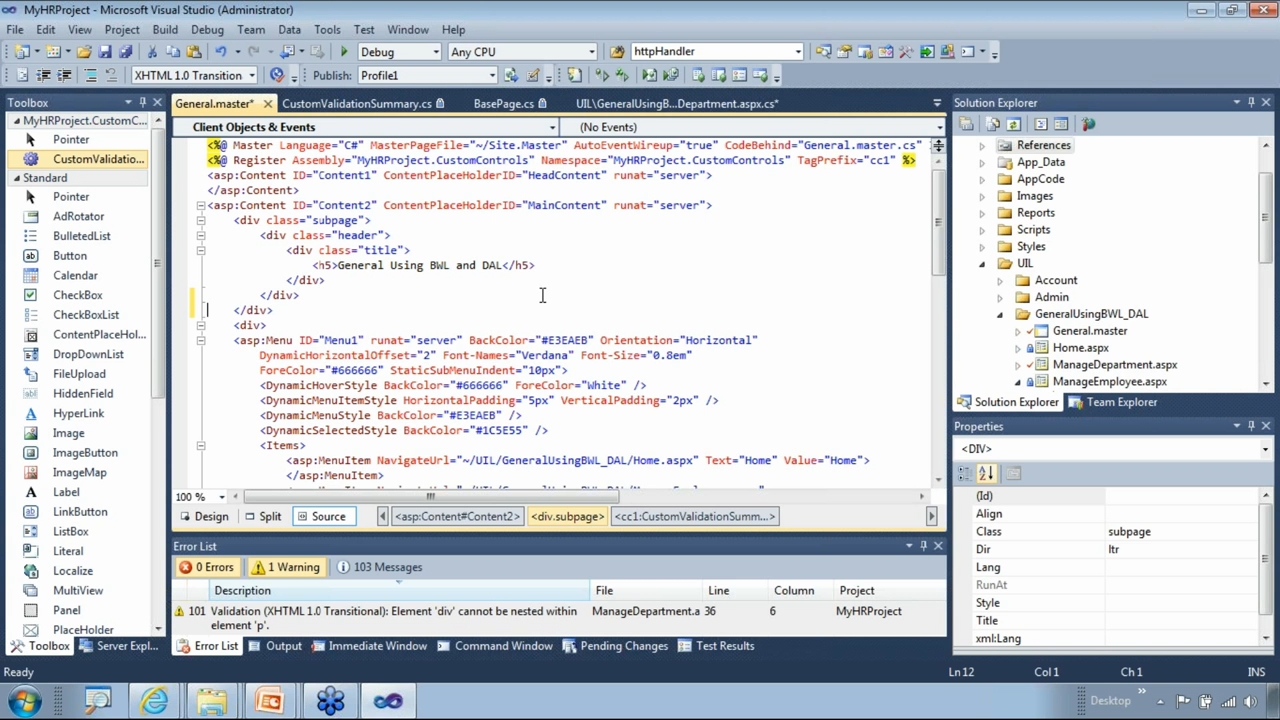 MyHRProject - Microsoft Visual Studio (Administrator)
File Edit View Project Build Debug Team Data Tools Test Window Help
Debug Any CPU httpHandler
XHTML 1.0 Transition Publish: Profile1
Toolbox
MyHRProject.CustomC...
Pointer
CustomValidatio...
Standard
Pointer
AdRotator
BulletedList
Button
Calendar
CheckBox
CheckBoxList
ContentPlaceHol...
DropDownList
FileUpload
HiddenField
HyperLink
Image
ImageButton
ImageMap
Label
LinkButton
ListBox
Literal
Localize
MultiView
Panel
PlaceHolder
Toolbox Server Expl...
General.master* CustomValidationSummary.cs BasePage.cs UIL\GeneralUsingB...Department.aspx.cs*
Client Objects & Events (No Events)
<%@ Master Language="C#" MasterPageFile="~/Site.Master" AutoEventWireup="true" CodeBehind="General.master.cs"
<%@ Register Assembly="MyHRProject.CustomControls" Namespace="MyHRProject.CustomControls" TagPrefix="cc1" %>
<asp:Content ID="Content1" ContentPlaceHolderID="HeadContent" runat="server">
</asp:Content>
<asp:Content ID="Content2" ContentPlaceHolderID="MainContent" runat="server">
<div class="subpage">
<div class="header">
<div class="title">
<h5>General Using BWL and DAL</h5>
</div>
</div>
</div>
<div>
<asp:Menu ID="Menu1" runat="server" BackColor="#E3EAEB" Orientation="Horizontal"
DynamicHorizontalOffset="2" Font-Names="Verdana" Font-Size="0.8em"
ForeColor="#666666" StaticSubMenuIndent="10px">
<DynamicHoverStyle BackColor="#666666" ForeColor="White" />
<DynamicMenuItemStyle HorizontalPadding="5px" VerticalPadding="2px" />
<DynamicMenuStyle BackColor="#E3EAEB" />
<DynamicSelectedStyle BackColor="#1C5E55" />
<Items>
<asp:MenuItem NavigateUrl="~/UIL/GeneralUsingBWL_DAL/Home.aspx" Text="Home" Value="Home">
</asp:MenuItem>
100 %
Design Split Source <asp:Content#Content2> <div.subpage> <cc1:CustomValidationSumm...>
Error List
0 Errors 1 Warning 103 Messages
Description File Line Column Project
101 Validation (XHTML 1.0 Transitional): Element 'div' cannot be nested within element 'p'. ManageDepartment.a 36 6 MyHRProject
Error List Output Immediate Window Command Window Pending Changes Test Results
Solution Explorer
References
App_Data
AppCode
Images
Reports
Scripts
Styles
UIL
Account
Admin
GeneralUsingBWL_DAL
General.master
Home.aspx
ManageDepartment.aspx
ManageEmployee.aspx
Solution Explorer Team Explorer
Properties
<DIV>
(Id)
Align
Class subpage
Dir ltr
Lang
RunAt
Style
Title
xml:Lang
Ready Ln 12 Col 1 Ch 1 INS
Desktop